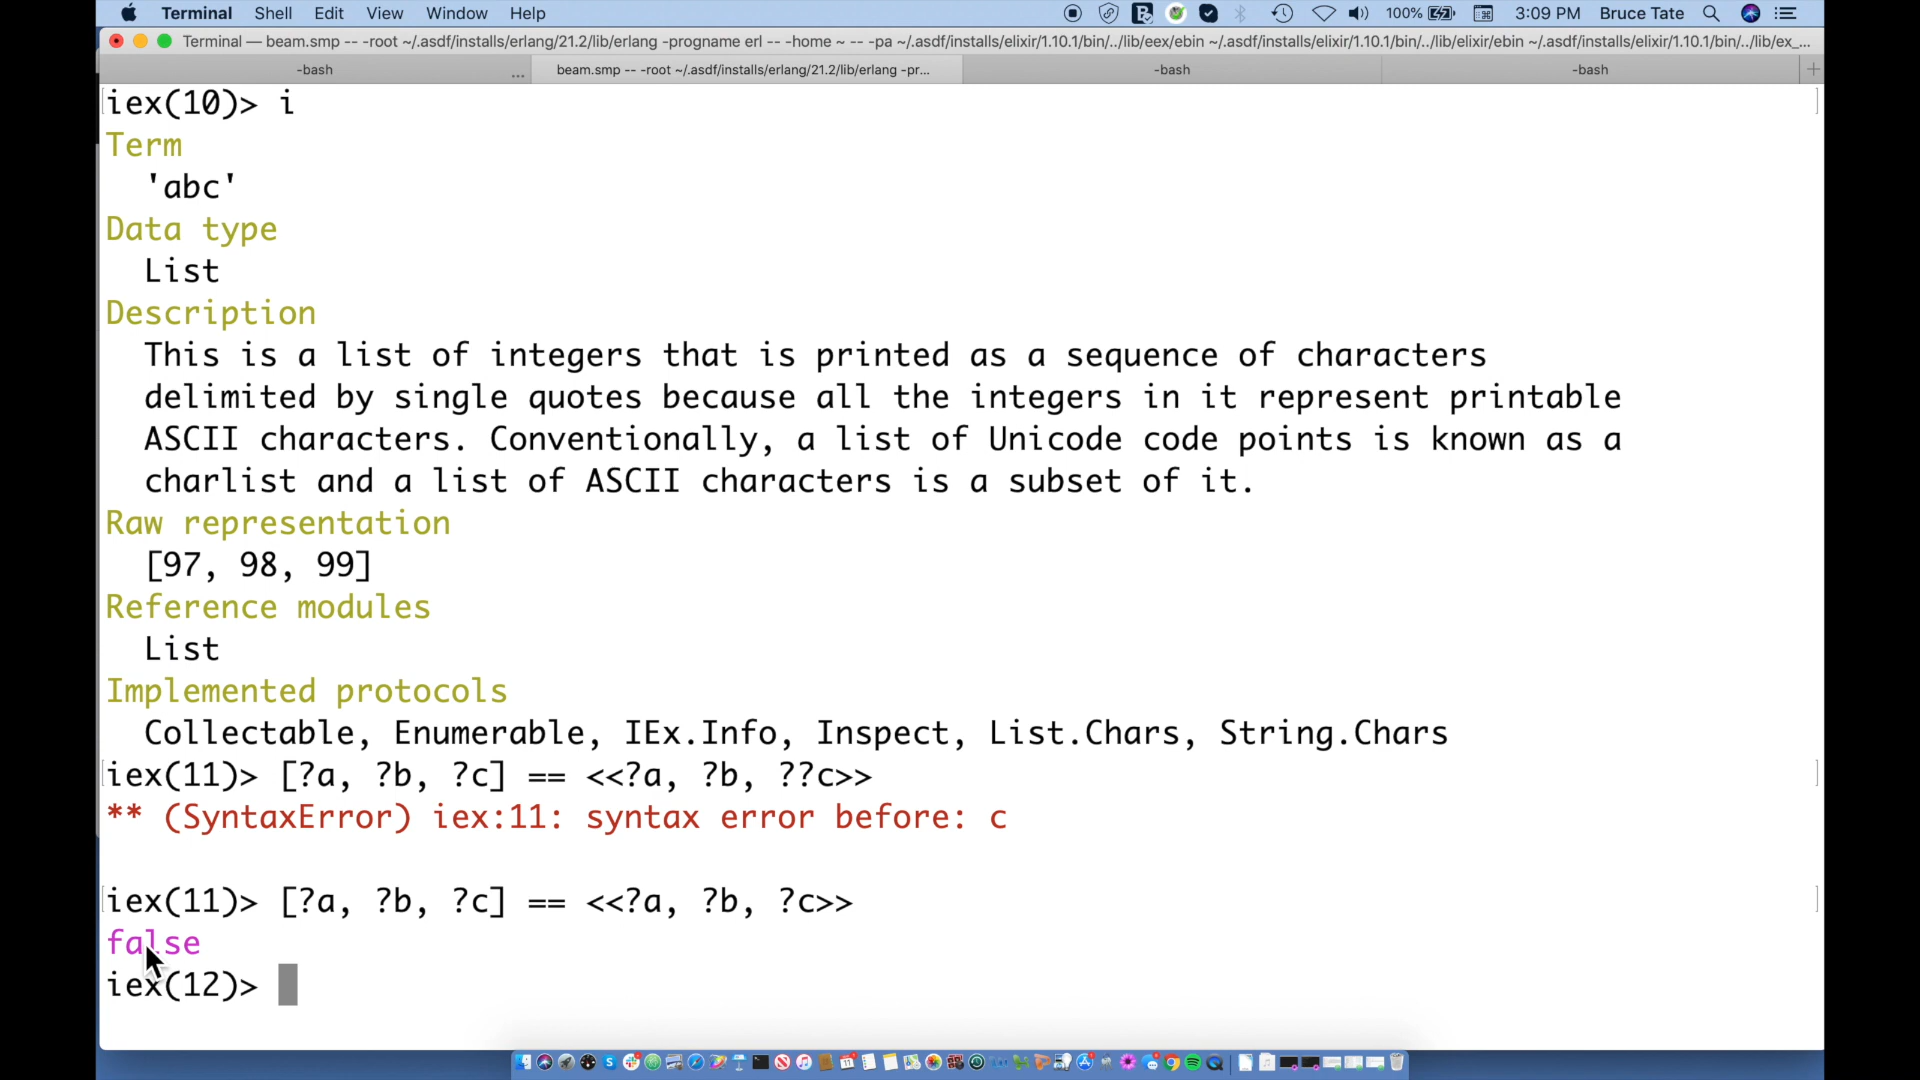 Terminal Shell Edit View Window Help 100% 3:09 PM Bruce Tate
Terminal — beam.smp -- -root ~/.asdf/installs/erlang/21.2/lib/erlang -progname erl -- -home ~ -- -pa ~/.asdf/installs/elixir/1.10.1/bin/../lib/eex/ebin ~/.asdf/installs/elixir/1.10.1/bin/../lib/elixir/ebin ~/.asdf/installs/elixir/1.10.1/bin/../lib/ex_...
-bash ... beam.smp -- -root ~/.asdf/installs/erlang/21.2/lib/erlang -pr... -bash -bash
iex(10)> i
Term
'abc'
Data type
List
Description
This is a list of integers that is printed as a sequence of characters
delimited by single quotes because all the integers in it represent printable
ASCII characters. Conventionally, a list of Unicode code points is known as a
charlist and a list of ASCII characters is a subset of it.
Raw representation
[97, 98, 99]
Reference modules
List
Implemented protocols
Collectable, Enumerable, IEx.Info, Inspect, List.Chars, String.Chars
iex(11)> [?a, ?b, ?c] == <<?a, ?b, ??c>>
** (SyntaxError) iex:11: syntax error before: c
iex(11)> [?a, ?b, ?c] == <<?a, ?b, ?c>>
false
iex(12)>